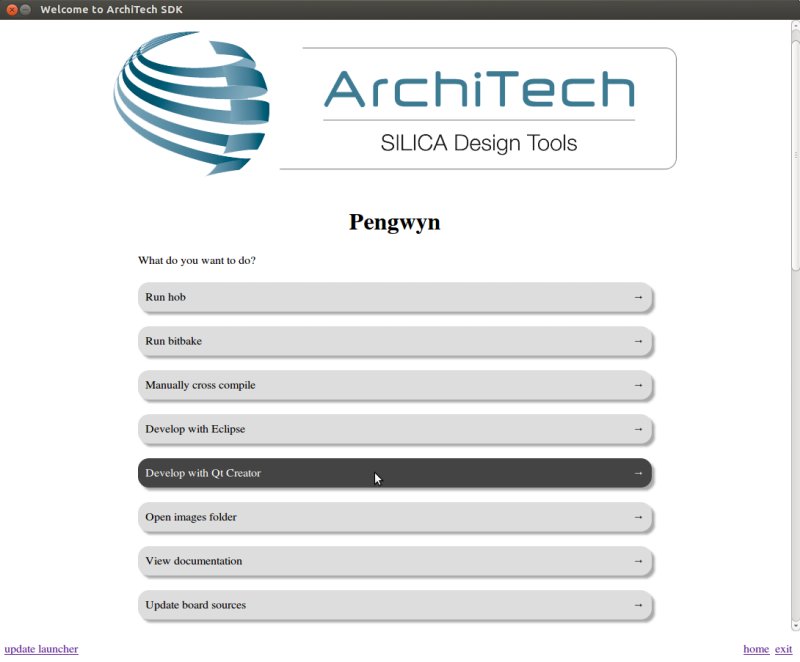 Welcome to ArchiTech SDK
ArchiTech
SILICA Design Tools
Pengwyn
What do you want to do?
Run hob →
Run bitbake →
Manually cross compile →
Develop with Eclipse →
Develop with Qt Creator →
Open images folder →
View documentation →
Update board sources →
update launcher home exit